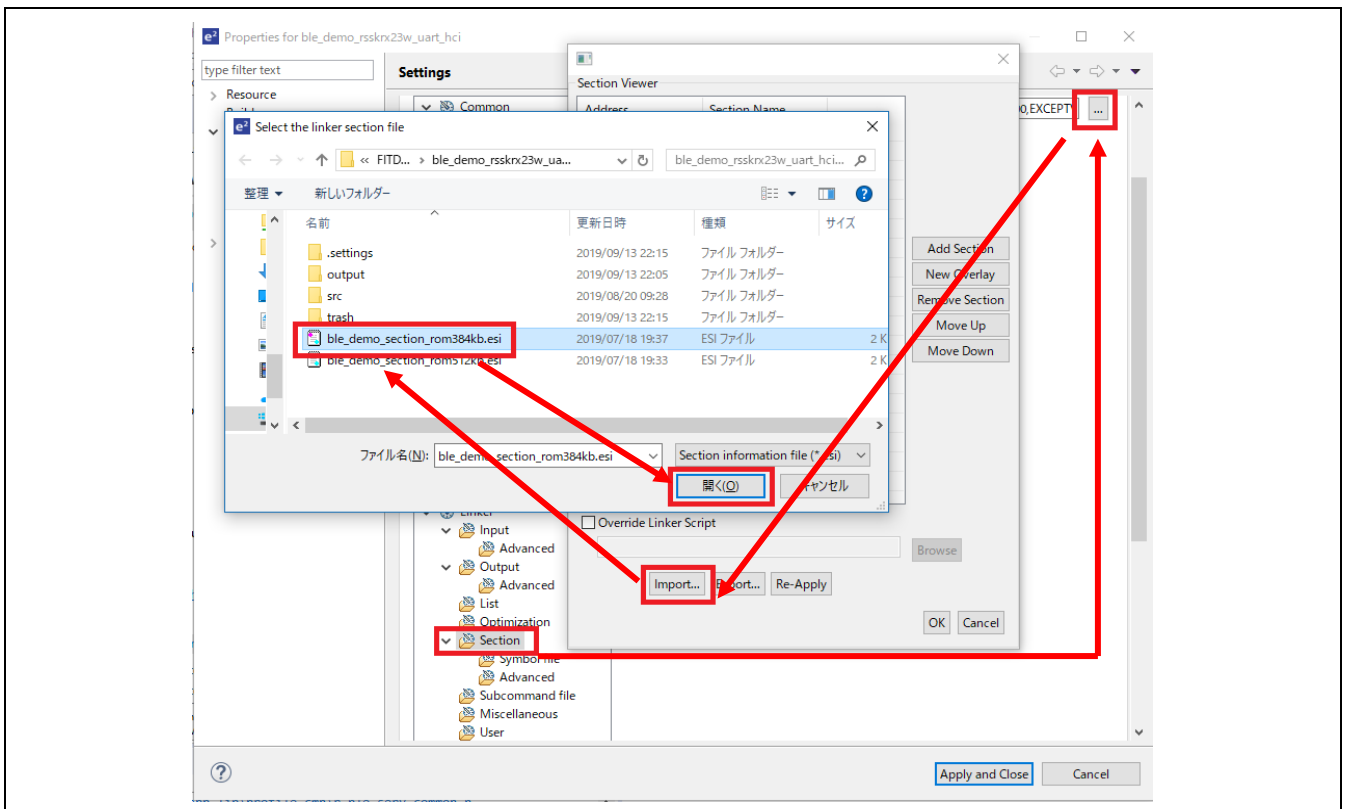 e² Properties for ble_demo_rsskrx23w_uart_hci
type filter text
Settings
Resource
Common
Section Viewer
Address Section Name
0,EXCEPTV ...
e² Select the linker section file
« FITD... › ble_demo_rsskrx23w_ua...
ble_demo_rsskrx23w_uart_hci...
整理 新しいフォルダー
名前 更新日時 種類 サイズ
.settings 2019/09/13 22:15 ファイル フォルダー
output 2019/09/13 22:05 ファイル フォルダー
src 2019/08/20 09:28 ファイル フォルダー
trash 2019/09/13 22:15 ファイル フォルダー
ble_demo_section_rom384kb.esi 2019/07/18 19:37 ESI ファイル 2 K
ble_demo_section_rom512kb.esi 2019/07/18 19:33 ESI ファイル 2 K
ファイル名(N): ble_demo_section_rom384kb.esi Section information file (*.esi)
開く(O) キャンセル
Add Section
New Overlay
Remove Section
Move Up
Move Down
Override Linker Script
Browse
Import... Export... Re-Apply
OK Cancel
Linker
Input
Advanced
Output
Advanced
List
Optimization
Section
Symbol file
Advanced
Subcommand file
Miscellaneous
User
Apply and Close Cancel